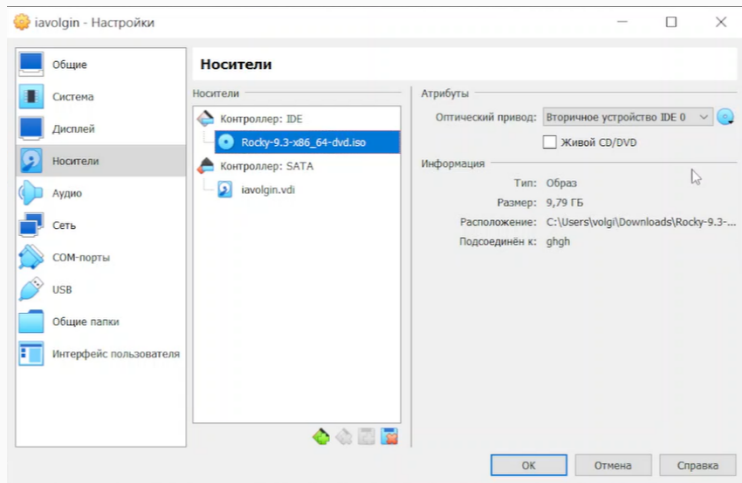 iavolgin - Настройки
Общие
Система
Дисплей
Носители
Аудио
Сеть
COM-порты
USB
Общие папки
Интерфейс пользователя
Носители
Носители
Контроллер: IDE
Rocky-9.3-x86_64-dvd.iso
Контроллер: SATA
iavolgin.vdi
Атрибуты
Оптический привод: Вторичное устройство IDE 0
Живой CD/DVD
Информация
Тип: Образ
Размер: 9,79 ГБ
Расположение: C:\Users\volgi\Downloads\Rocky-9.3-...
Подсоединён к: ghgh
OK
Отмена
Справка